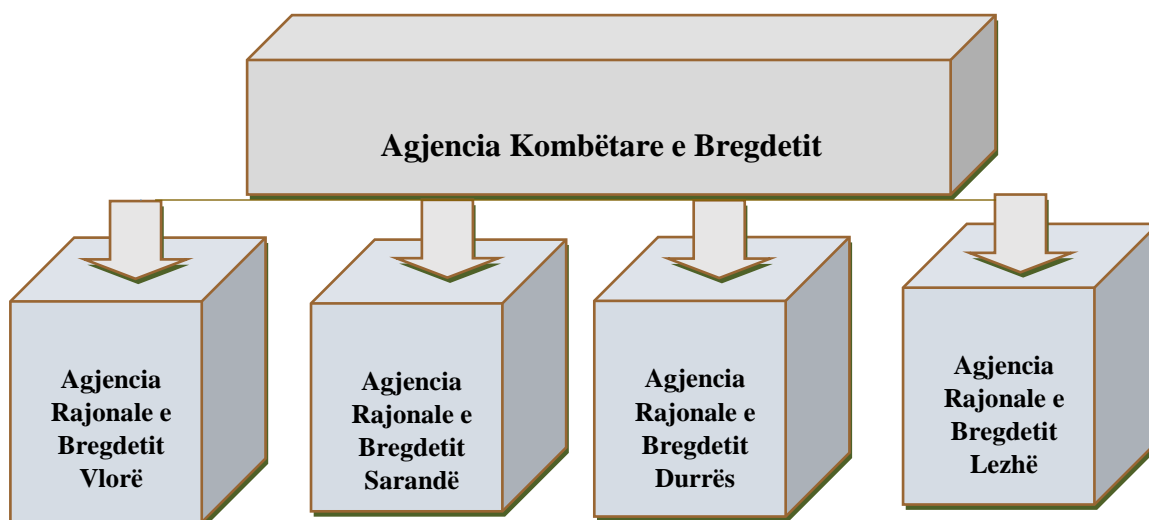 Agjencia Kombëtare e Bregdetit
Agjencia
Rajonale e
Bregdetit
Vlorë
Agjencia
Rajonale e
Bregdetit
Sarandë
Agjencia
Rajonale e
Bregdetit
Durrës
Agjencia
Rajonale e
Bregdetit
Lezhë